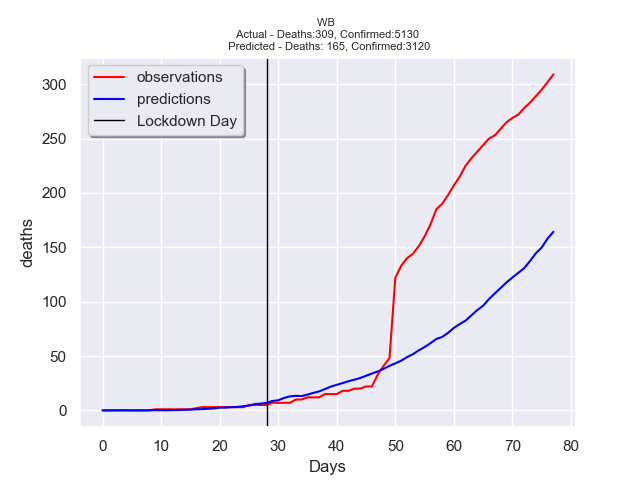 WB
Actual - Deaths:309, Confirmed:5130
Predicted - Deaths: 165, Confirmed:3120
observations
predictions
Lockdown Day
300
250
200
150
100
50
0
deaths
0 10 20 30 40 50 60 70 80
Days